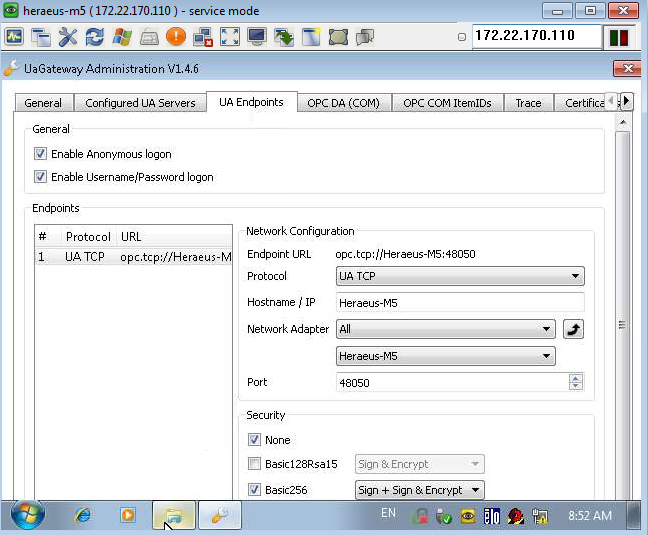 heraeus-m5 ( 172.22.170.110 ) - service mode
172.22.170.110
UaGateway Administration V1.4.6
General Configured UA Servers UA Endpoints OPC DA (COM) OPC COM ItemIDs Trace Certifica
General
Enable Anonymous logon
Enable Username/Password logon
Endpoints
# Protocol URL
1 UA TCP opc.tcp://Heraeus-M
Network Configuration
Endpoint URL opc.tcp://Heraeus-M5:48050
Protocol UA TCP
Hostname / IP Heraeus-M5
Network Adapter All
Heraeus-M5
Port 48050
Security
None
Basic128Rsa15 Sign & Encrypt
Basic256 Sign + Sign & Encrypt
EN 8:52 AM